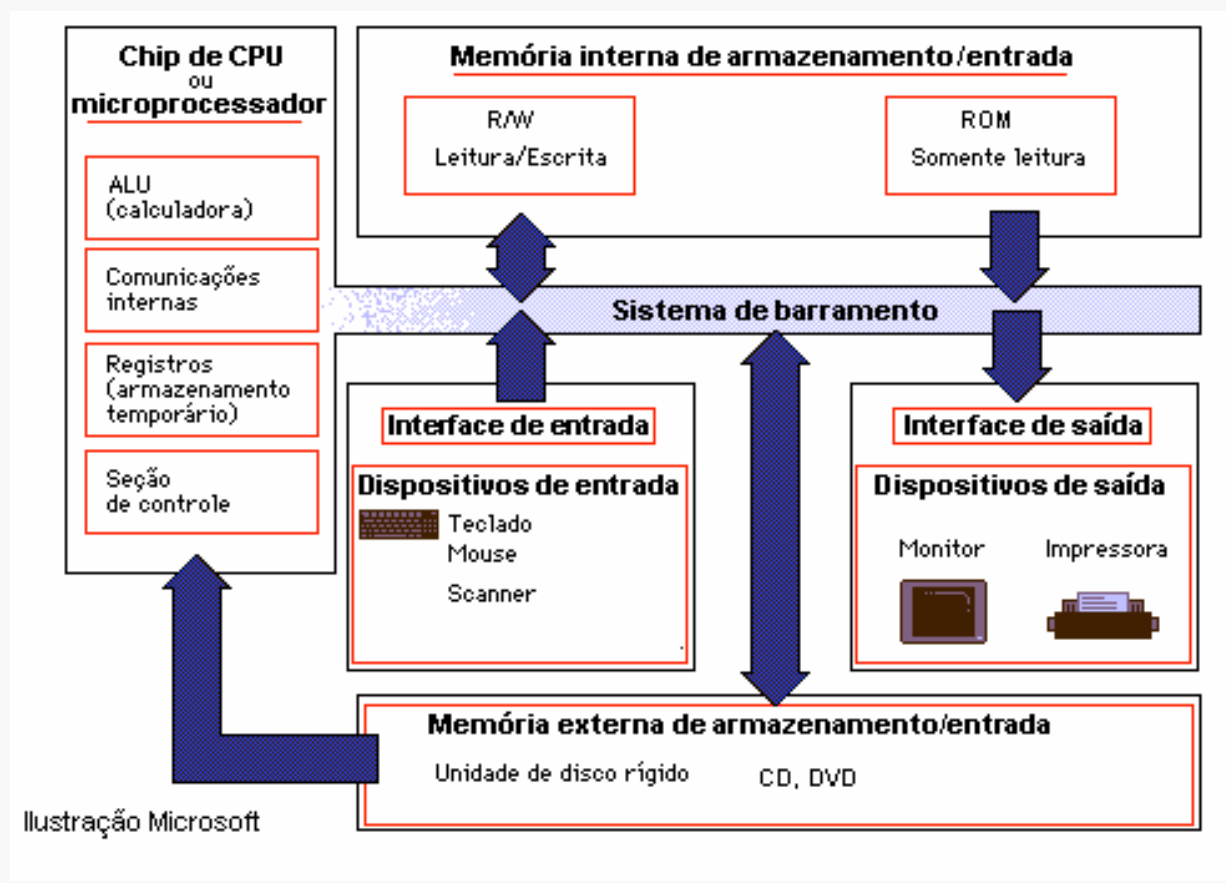 Chip de CPU
ou
microprocessador
ALU
(calculadora)
Comunicações
internas
Registros
(armazenamento
temporário)
Seção
de controle
Memória interna de armazenamento/entrada
R/W
Leitura/Escrita
ROM
Somente leitura
Sistema de barramento
Interface de entrada
Dispositivos de entrada
Teclado
Mouse
Scanner
Interface de saída
Dispositivos de saída
Monitor
Impressora
Memória externa de armazenamento/entrada
Unidade de disco rígido
CD, DVD
Ilustração Microsoft